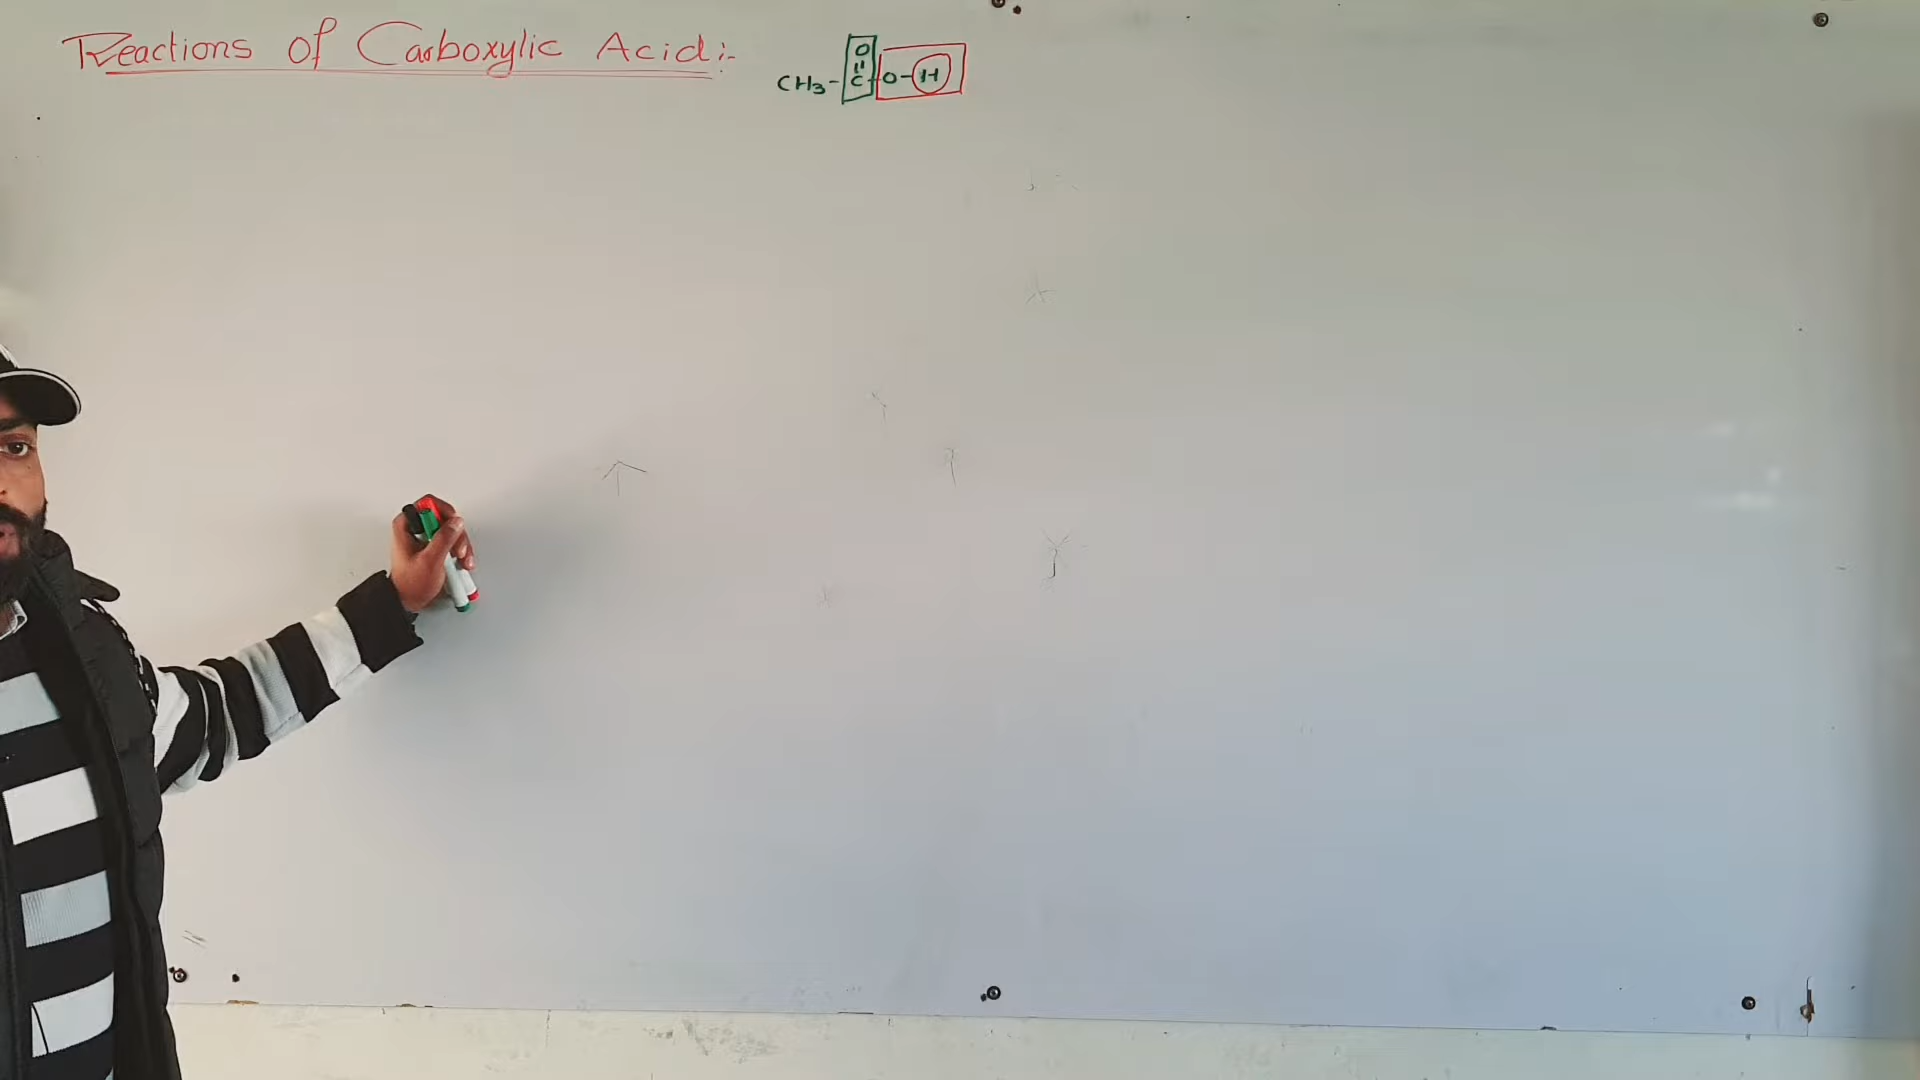 Reactions of Carboxylic Acid:-
O
||
CH3-C-O-H